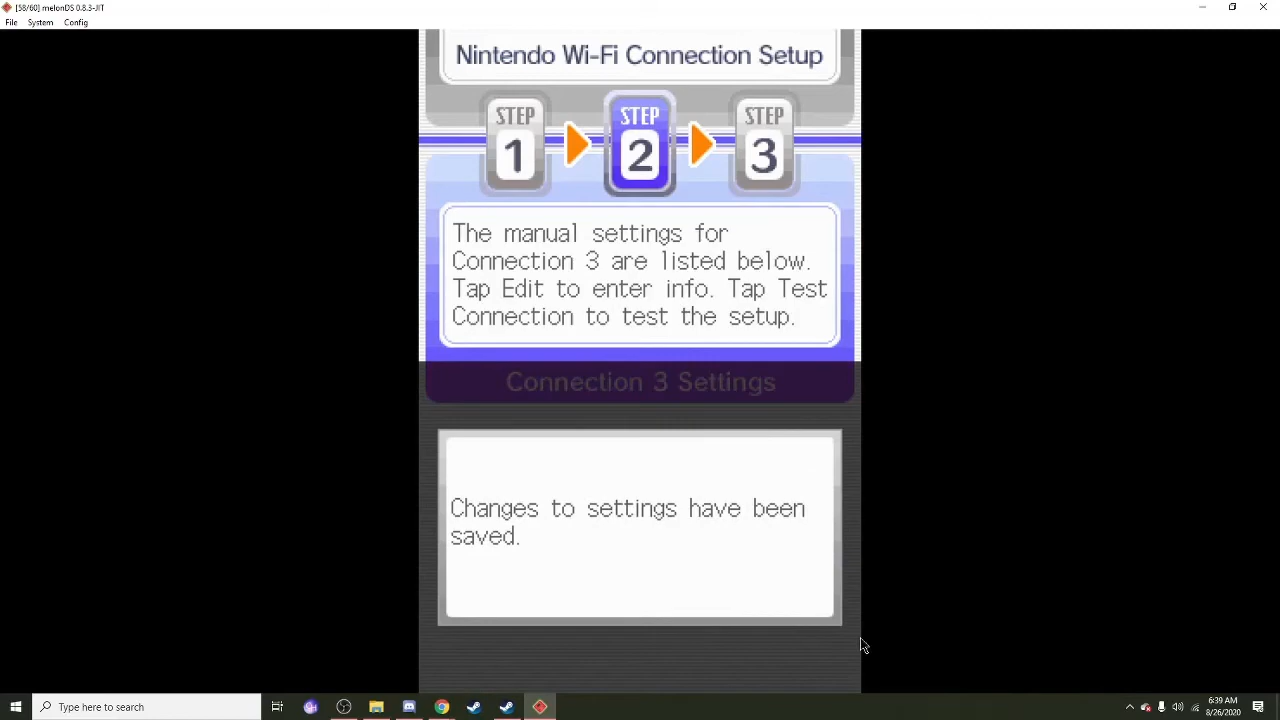 [58/60] melonDS 0.8.3-JIT
File System Config
Nintendo Wi-Fi Connection Setup
STEP 1 STEP 2 STEP 3
The manual settings for
Connection 3 are listed below.
Tap Edit to enter info. Tap Test
Connection to test the setup.
Connection 3 Settings
Changes to settings have been
saved.
Type here to search
6:39 AM
8/26/2020